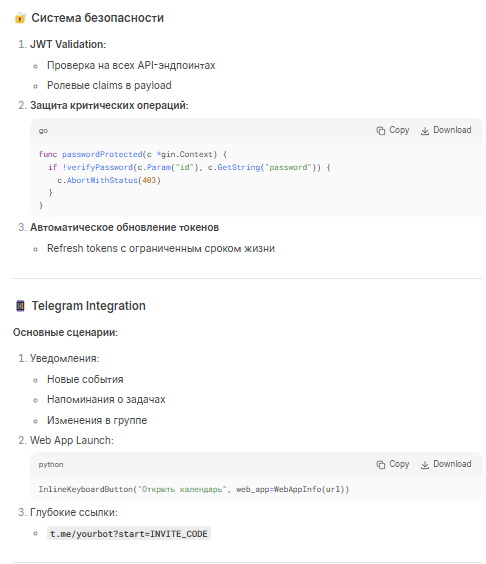 🔐 Система безопасности
1. JWT Validation:
Проверка на всех API-эндпоинтах
Ролевые claims в payload
2. Защита критических операций:
go Copy Download
func passwordProtected(c *gin.Context) {
if !verifyPassword(c.Param("id"), c.GetString("password")) {
c.AbortWithStatus(403)
}
}
3. Автоматическое обновление токенов
Refresh tokens с ограниченным сроком жизни
📱 Telegram Integration
Основные сценарии:
1. Уведомления:
Новые события
Напоминания о задачах
Изменения в группе
2. Web App Launch:
python Copy Download
InlineKeyboardButton("Открыть календарь", web_app=WebAppInfo(url))
3. Глубокие ссылки:
t.me/yourbot?start=INVITE_CODE